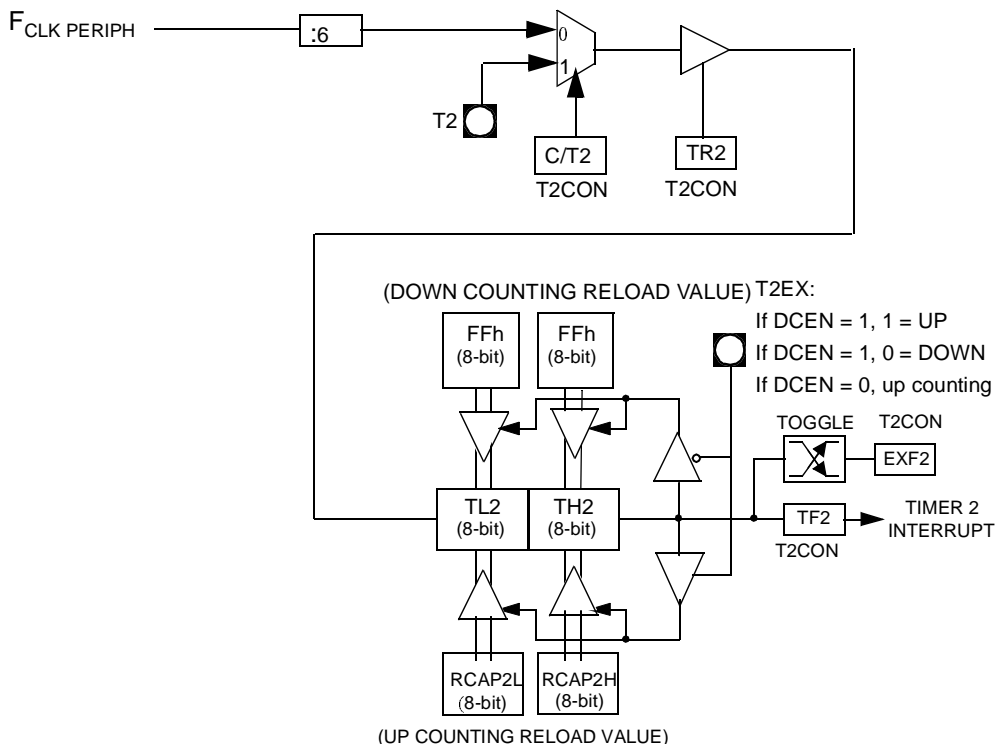 FCLK PERIPH
:6
0
1
T2
C/T2
TR2
T2CON
T2CON
(DOWN COUNTING RELOAD VALUE)
T2EX:
If DCEN = 1, 1 = UP
If DCEN = 1, 0 = DOWN
If DCEN = 0, up counting
FFh
(8-bit)
FFh
(8-bit)
TOGGLE
T2CON
EXF2
TL2
(8-bit)
TH2
(8-bit)
TF2
T2CON
TIMER 2
INTERRUPT
RCAP2L
(8-bit)
RCAP2H
(8-bit)
(UP COUNTING RELOAD VALUE)